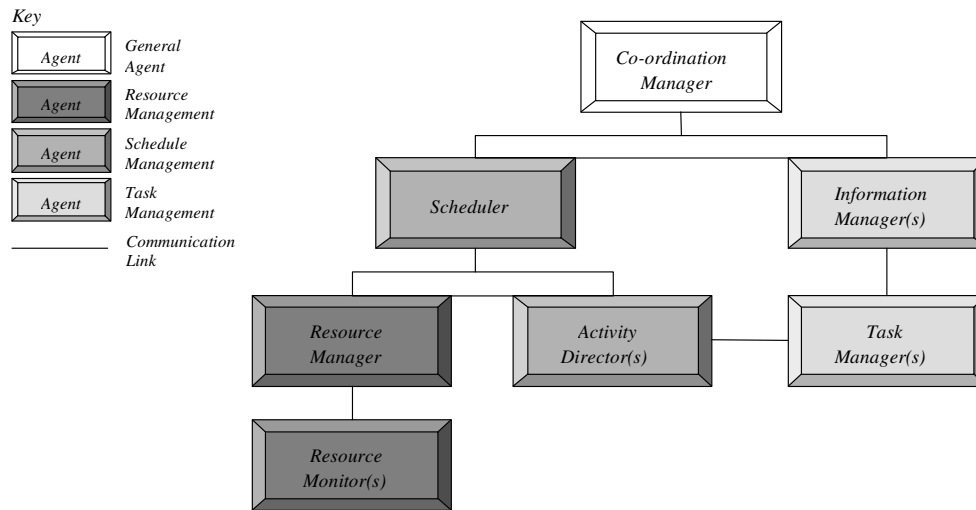 Key
Agent
General
Agent
Agent
Resource
Management
Agent
Schedule
Management
Agent
Task
Management
Communication
Link
Co-ordination
Manager
Scheduler
Information
Manager(s)
Resource
Manager
Activity
Director(s)
Task
Manager(s)
Resource
Monitor(s)